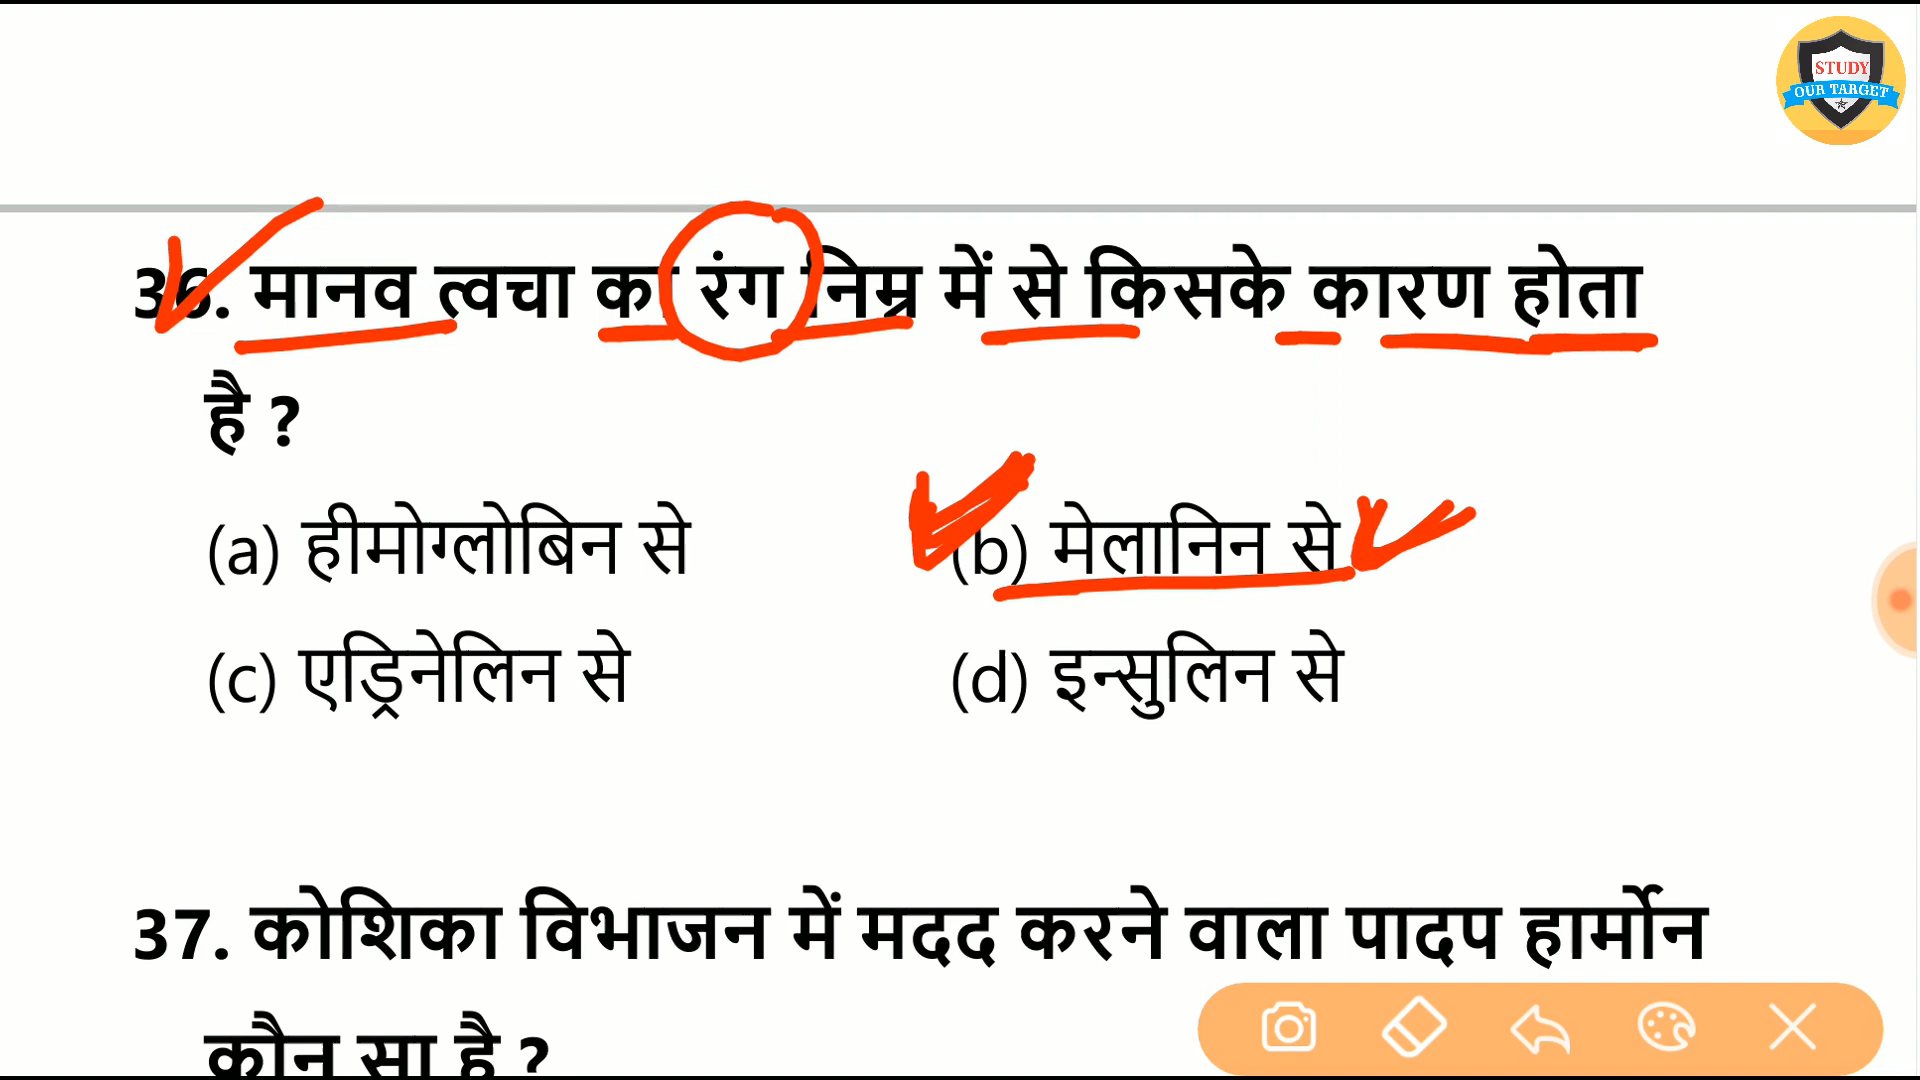 STUDY
OUR TARGET
36. मानव त्वचा का रंग निम्न में से किसके कारण होता
है ?
(a) हीमोग्लोबिन से
(b) मेलानिन से
(c) एड्रिनेलिन से
(d) इन्सुलिन से
37. कोशिका विभाजन में मदद करने वाला पादप हार्मोन
कौन सा है ?